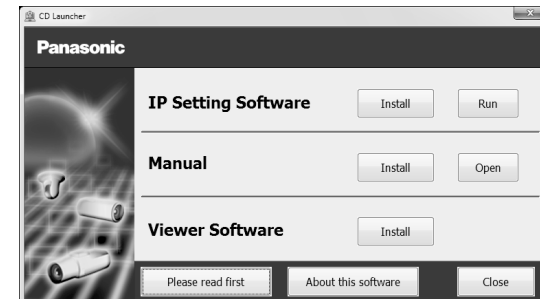 CD Launcher
x
Panasonic
IP Setting Software Install Run
Manual Install Open
Viewer Software Install
Please read first About this software Close